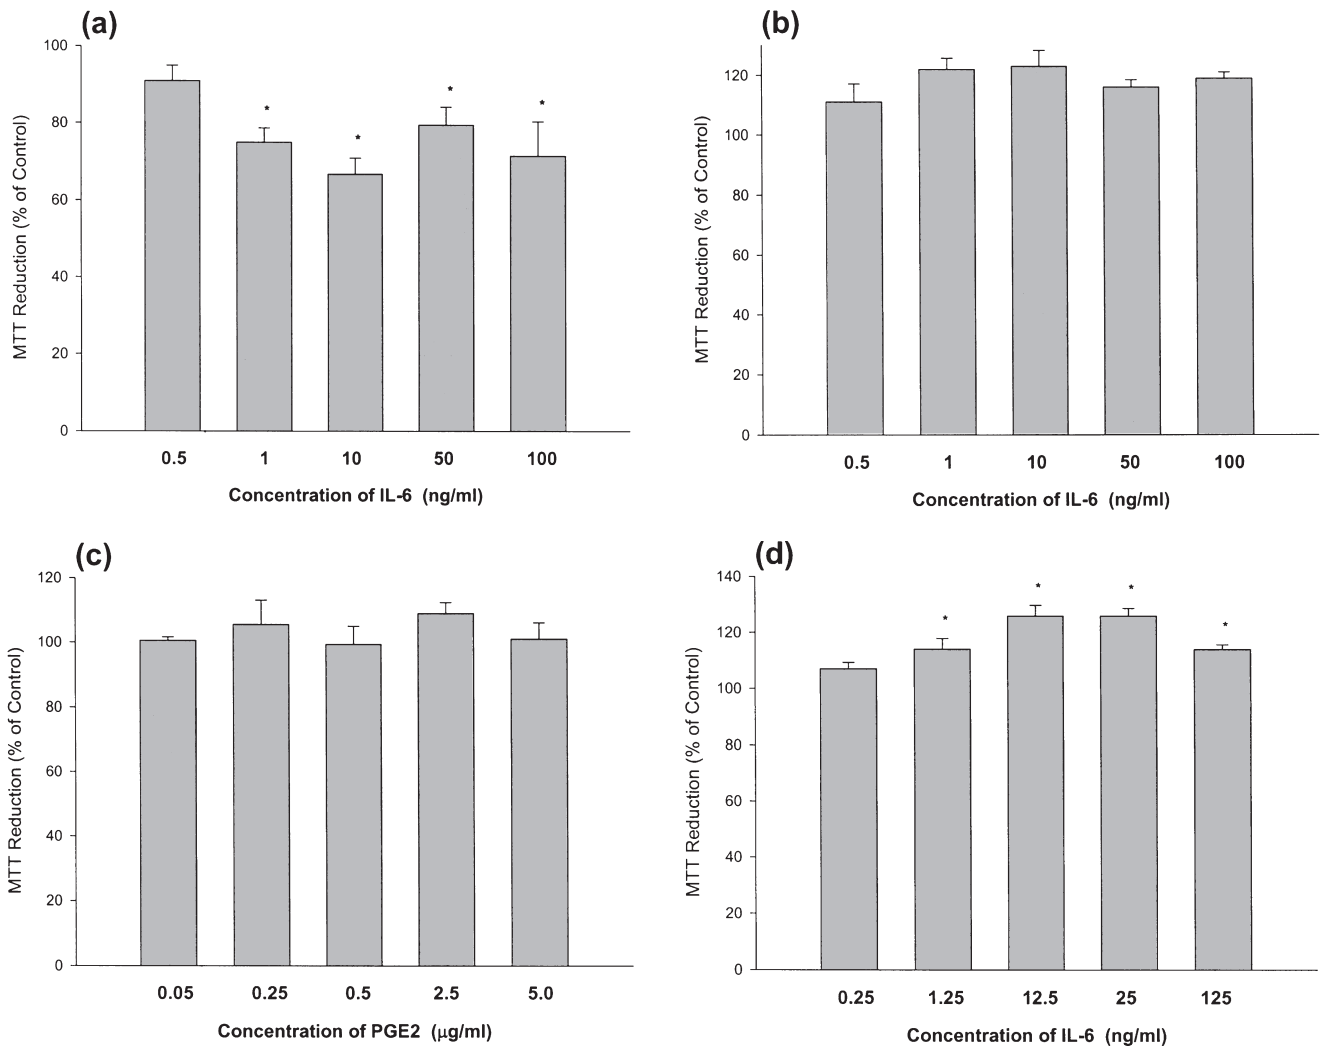 (a)
100
80
60
40
20
0
MTT Reduction (% of Control)
*
*
*
*
0.5 1 10 50 100
Concentration of IL-6 (ng/ml)
(b)
120
100
80
60
40
20
0
MTT Reduction (% of Control)
0.5 1 10 50 100
Concentration of IL-6 (ng/ml)
(c)
120
100
80
60
40
20
0
MTT Reduction (% of Control)
0.05 0.25 0.5 2.5 5.0
Concentration of PGE2 (µg/ml)
(d)
140
120
100
80
60
40
20
0
MTT Reduction (% of Control)
*
*
*
*
0.25 1.25 12.5 25 125
Concentration of IL-6 (ng/ml)